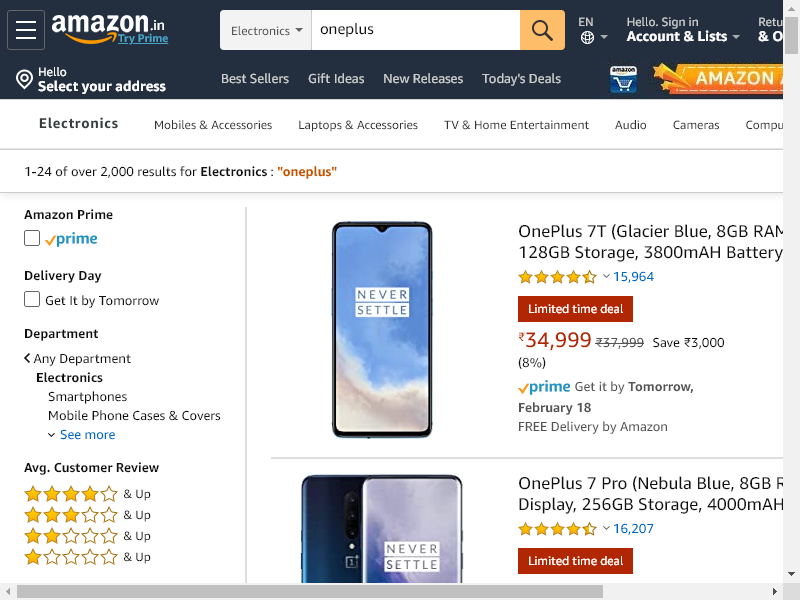 amazon.in
Try Prime
Electronics
oneplus
EN
Hello. Sign in
Account & Lists
Retu
& O
Hello
Select your address
Best Sellers
Gift Ideas
New Releases
Today's Deals
amazon
AMAZON
Electronics
Mobiles & Accessories
Laptops & Accessories
TV & Home Entertainment
Audio
Cameras
Compu
1-24 of over 2,000 results for Electronics : "oneplus"
Amazon Prime
prime
Delivery Day
Get It by Tomorrow
Department
Any Department
Electronics
Smartphones
Mobile Phone Cases & Covers
See more
Avg. Customer Review
& Up
& Up
& Up
& Up
NEVER
SETTLE
OnePlus 7T (Glacier Blue, 8GB RAM
128GB Storage, 3800mAH Battery
15,964
Limited time deal
₹34,999 ₹37,999 Save ₹3,000
(8%)
prime Get it by Tomorrow,
February 18
FREE Delivery by Amazon
NEVER
SETTLE
OnePlus 7 Pro (Nebula Blue, 8GB R
Display, 256GB Storage, 4000mAH
16,207
Limited time deal